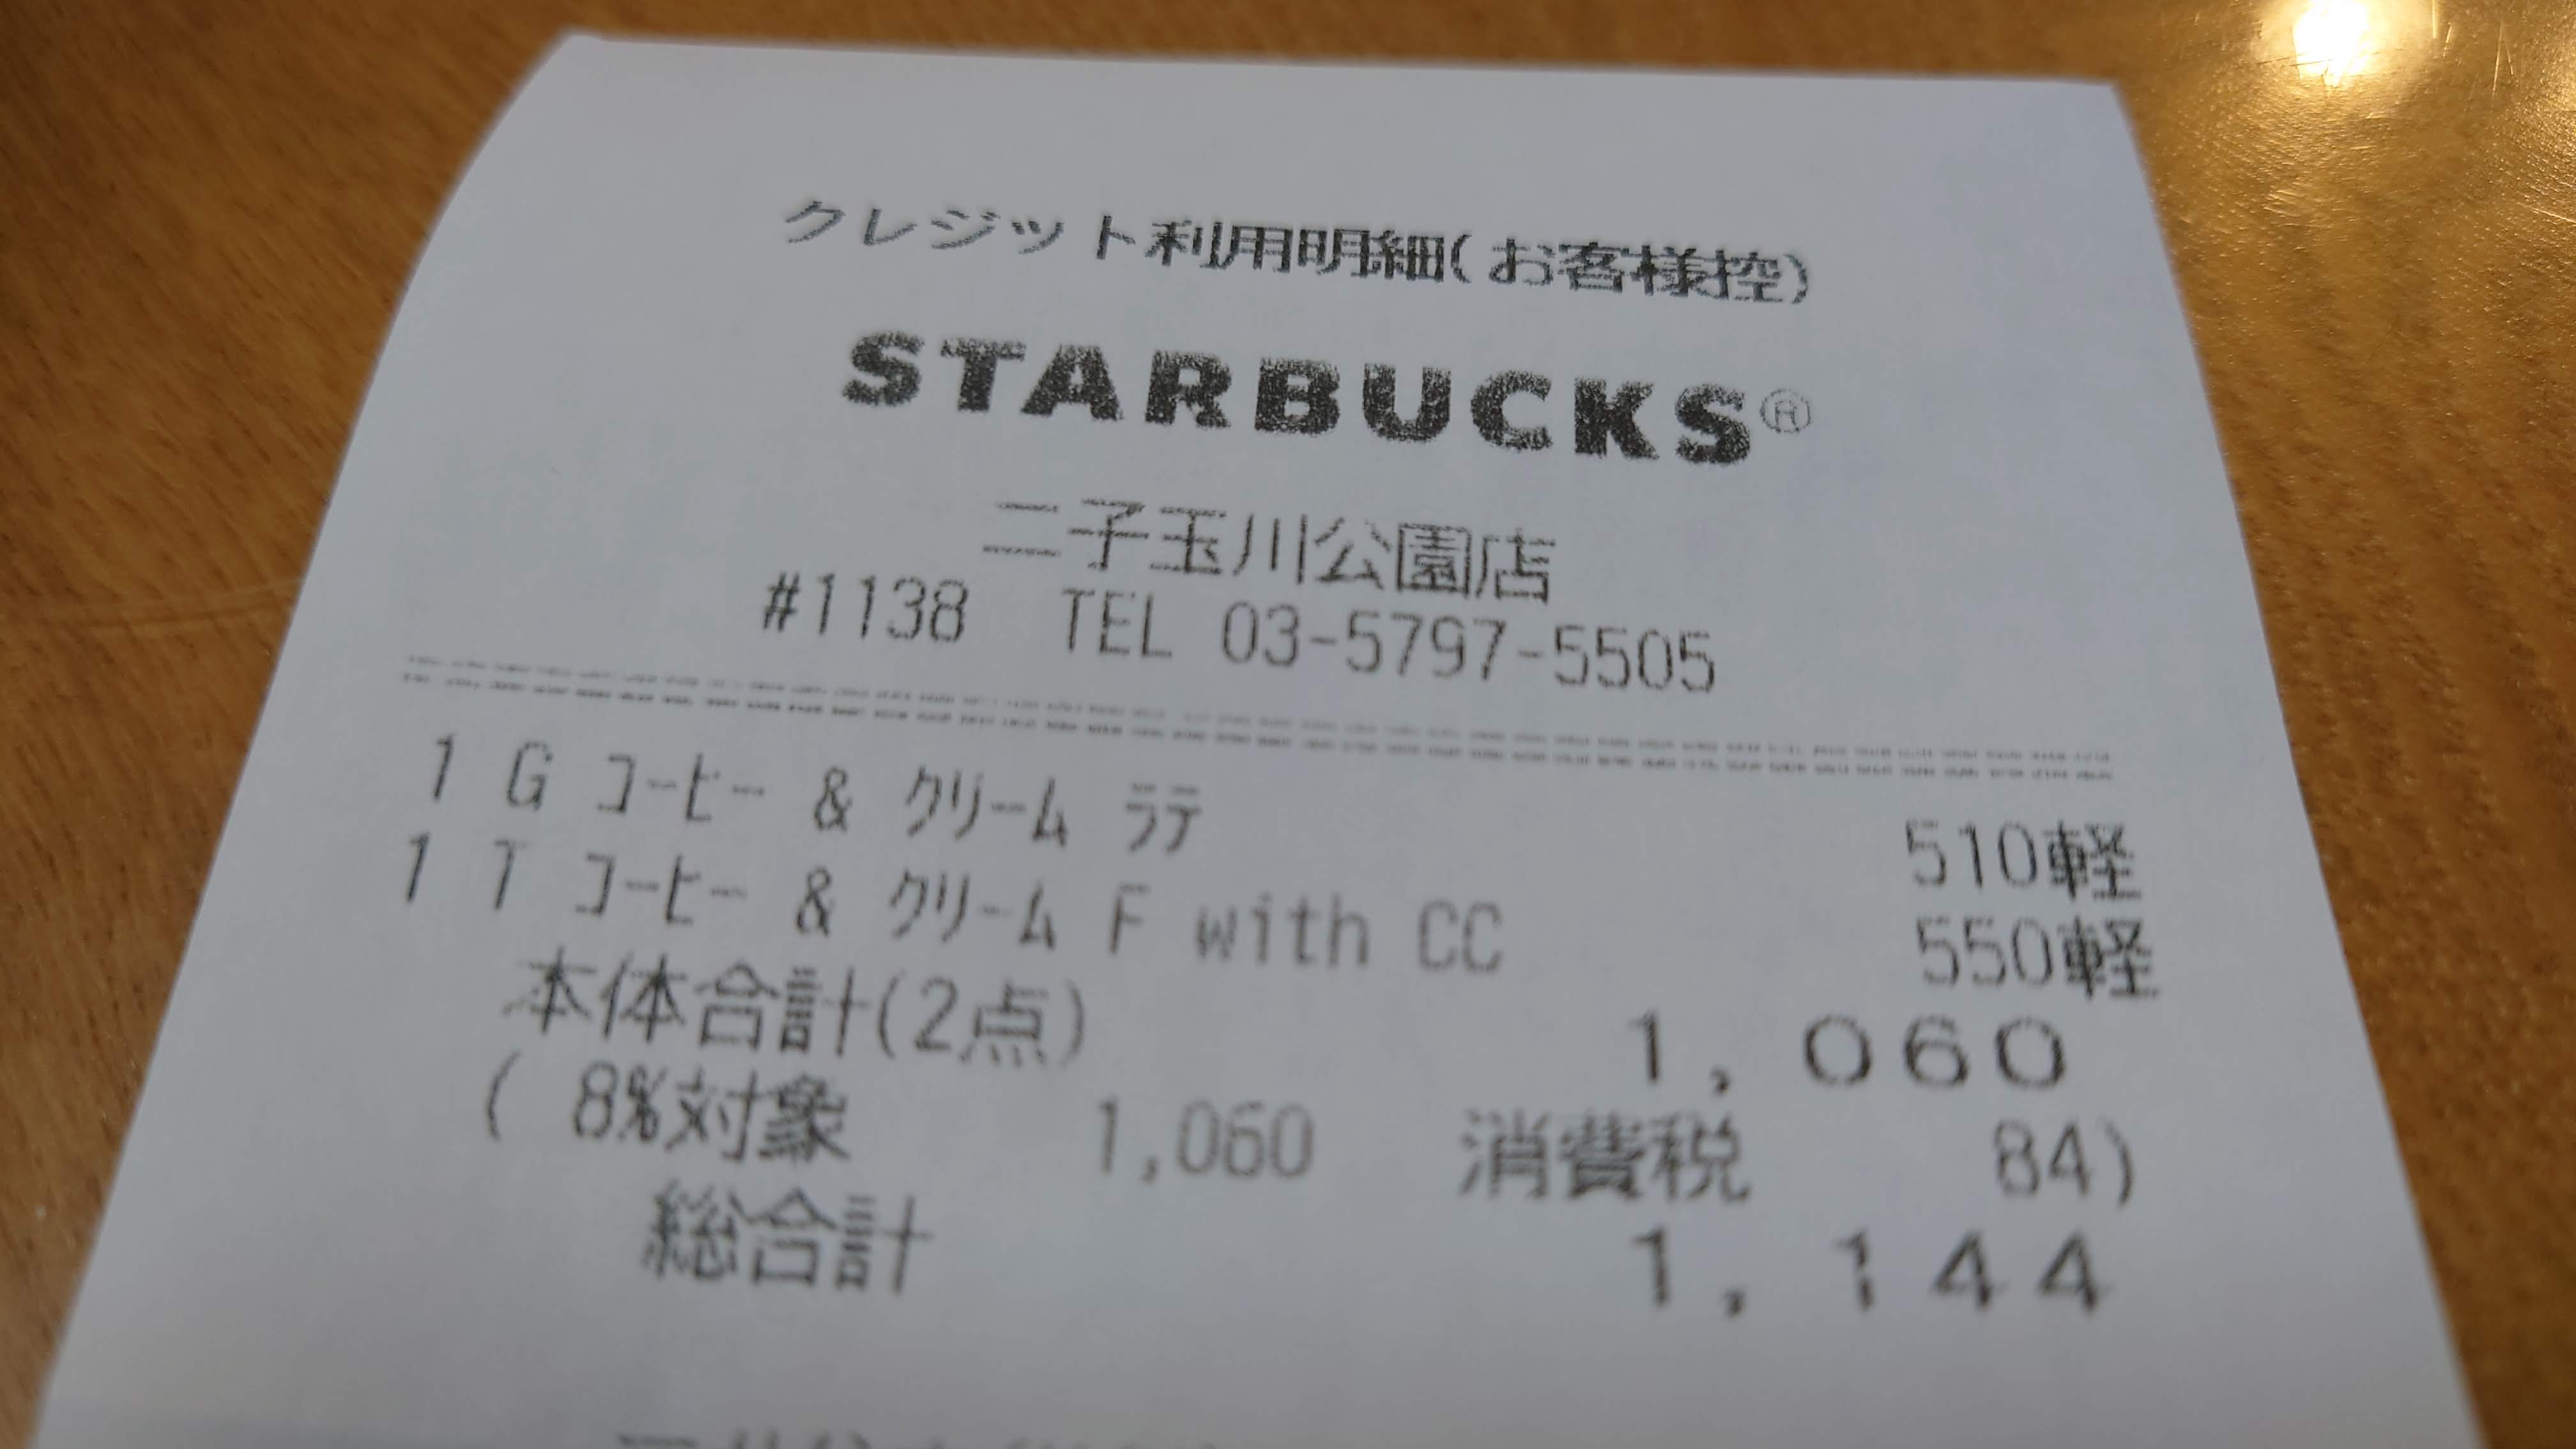 クレジット利用明細(お客様控)
STARBUCKS®
二子玉川公園店
#1138 TEL 03-5797-5505
1 G ｺｰﾋｰ & ｸﾘｰﾑ ﾗﾃ 510軽
1 T ｺｰﾋｰ & ｸﾘｰﾑ F with CC 550軽
本体合計(2点) 1,060
( 8%対象 1,060 消費税 84)
総合計 1,144